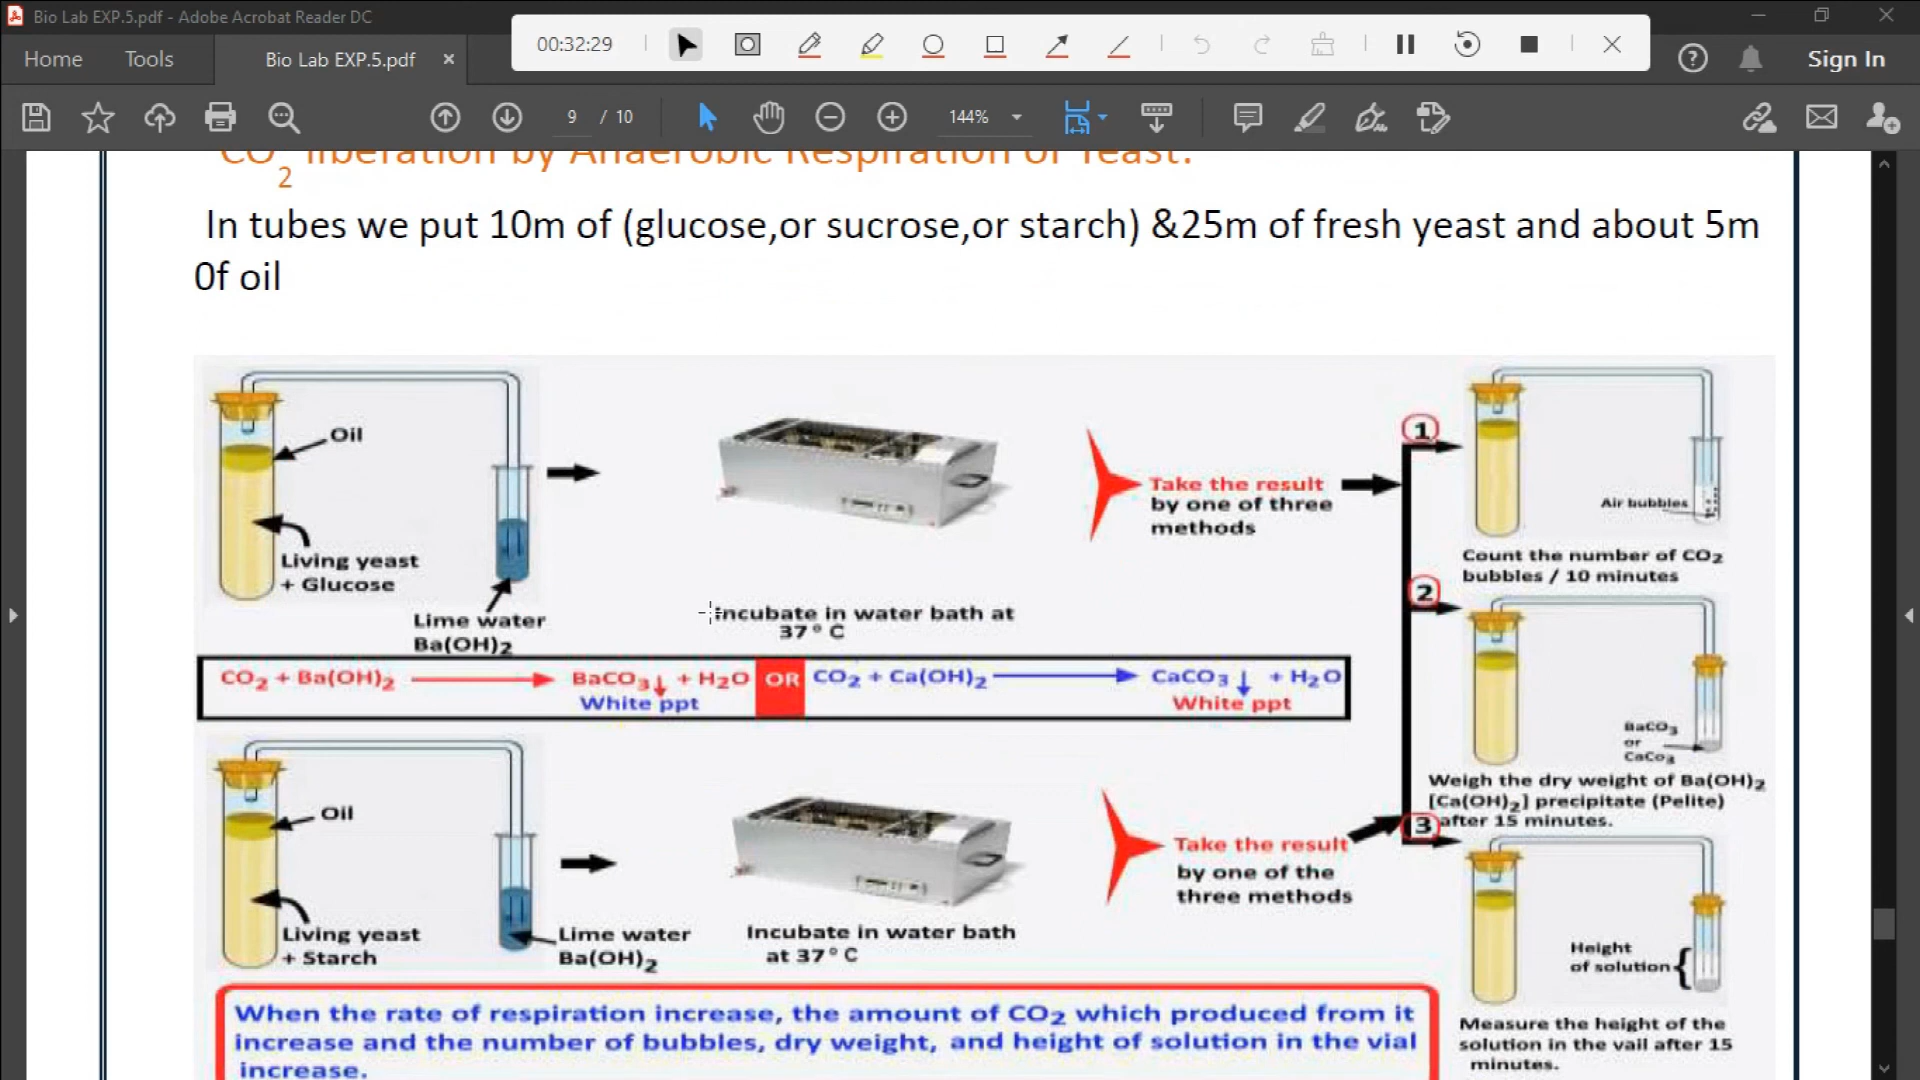 Bio Lab EXP.5.pdf - Adobe Acrobat Reader DC
00:32:29
Home Tools Bio Lab EXP.5.pdf × Sign In
9 / 10 144%
CO2 liberation by Anaerobic Respiration of Yeast.
In tubes we put 10m of (glucose,or sucrose,or starch) &25m of fresh yeast and about 5m
0f oil
Oil
Living yeast
+ Glucose
Lime water
Ba(OH)2
Incubate in water bath at
37° C
Take the result
by one of three
methods
1
Air bubbles
Count the number of CO2
bubbles / 10 minutes
2
BaCO3
or
CaCo3
Weigh the dry weight of Ba(OH)2
[Ca(OH)2] precipitate (Pelite)
after 15 minutes.
CO2 + Ba(OH)2 → BaCO3↓ + H2O OR CO2 + Ca(OH)2 → CaCO3↓ + H2O
White ppt White ppt
Oil
Living yeast
+ Starch
Lime water
Ba(OH)2
Incubate in water bath
at 37° C
Take the result
by one of the
three methods
3
Height
of solution
Measure the height of the
solution in the vail after 15
minutes.
When the rate of respiration increase, the amount of CO2 which produced from it
increase and the number of bubbles, dry weight, and height of solution in the vial
increase.